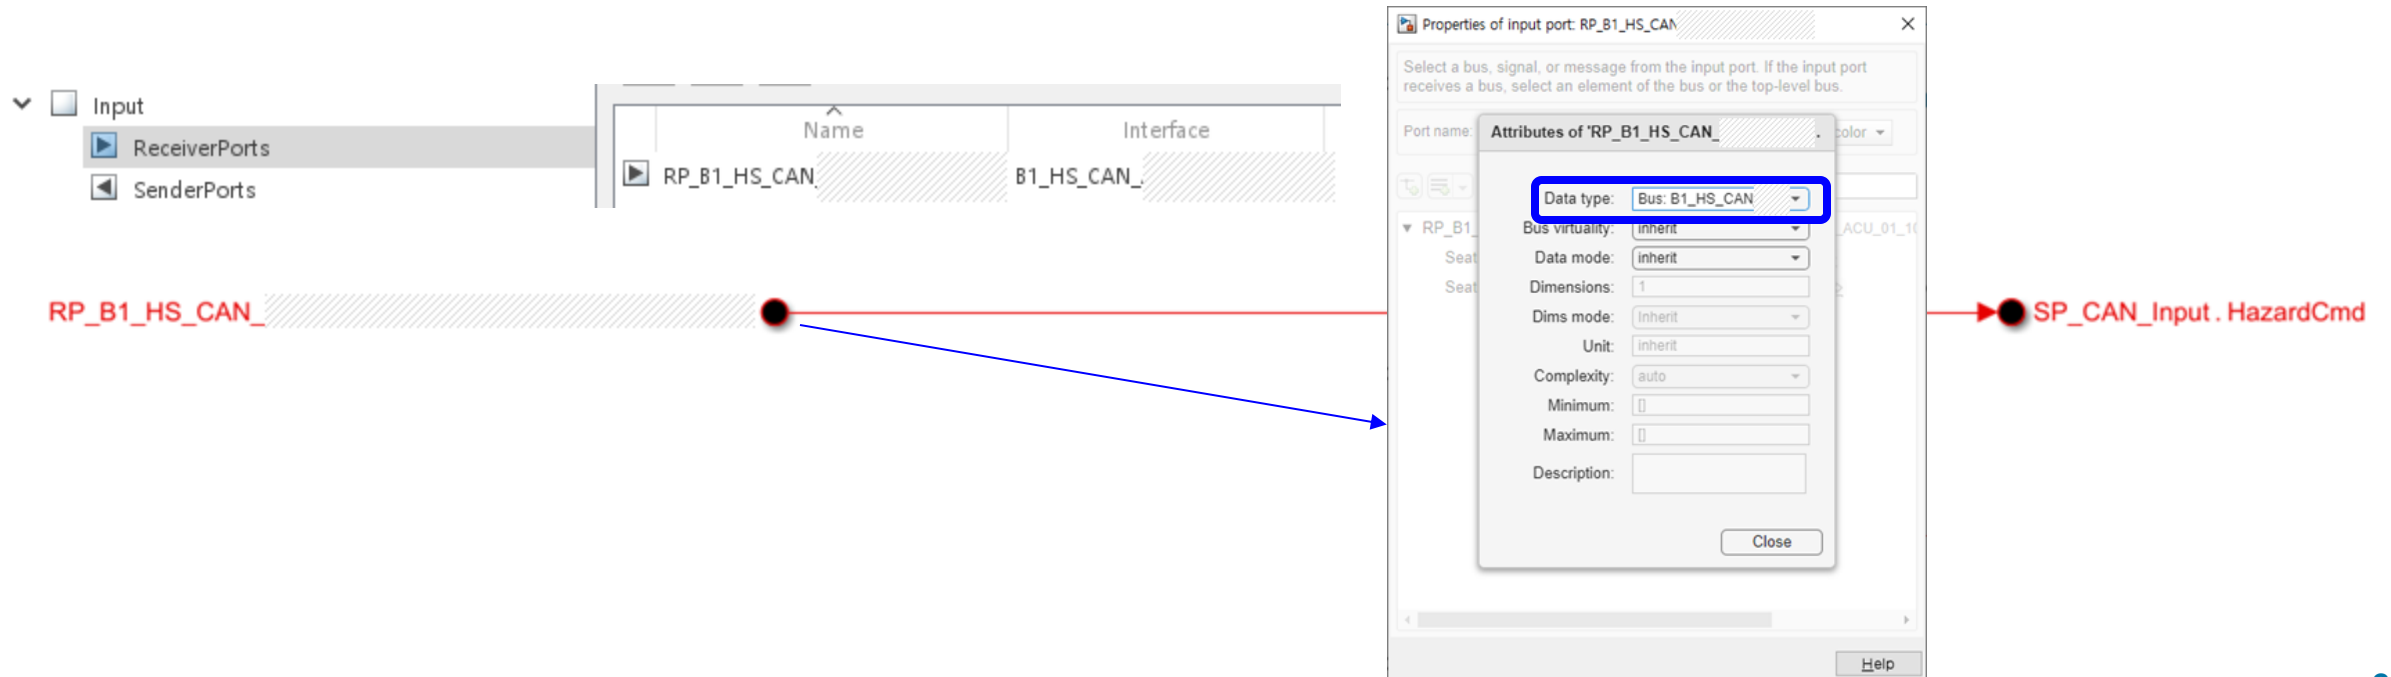 Input
ReceiverPorts
SenderPorts
Name
Interface
RP_B1_HS_CAN_
B1_HS_CAN_
RP_B1_HS_CAN_
SP_CAN_Input . HazardCmd
Properties of input port: RP_B1_HS_CAN
Select a bus, signal, or message from the input port. If the input port
receives a bus, select an element of the bus or the top-level bus.
Port name:
color
Attributes of 'RP_B1_HS_CAN_
Data type: Bus: B1_HS_CAN
RP_B1_
_ACU_01_10
Bus virtuality: inherit
Seat
Data mode: inherit
Seat
Dimensions: 1
Dims mode: Inherit
Unit: inherit
Complexity: auto
Minimum: []
Maximum: []
Description:
Close
Help